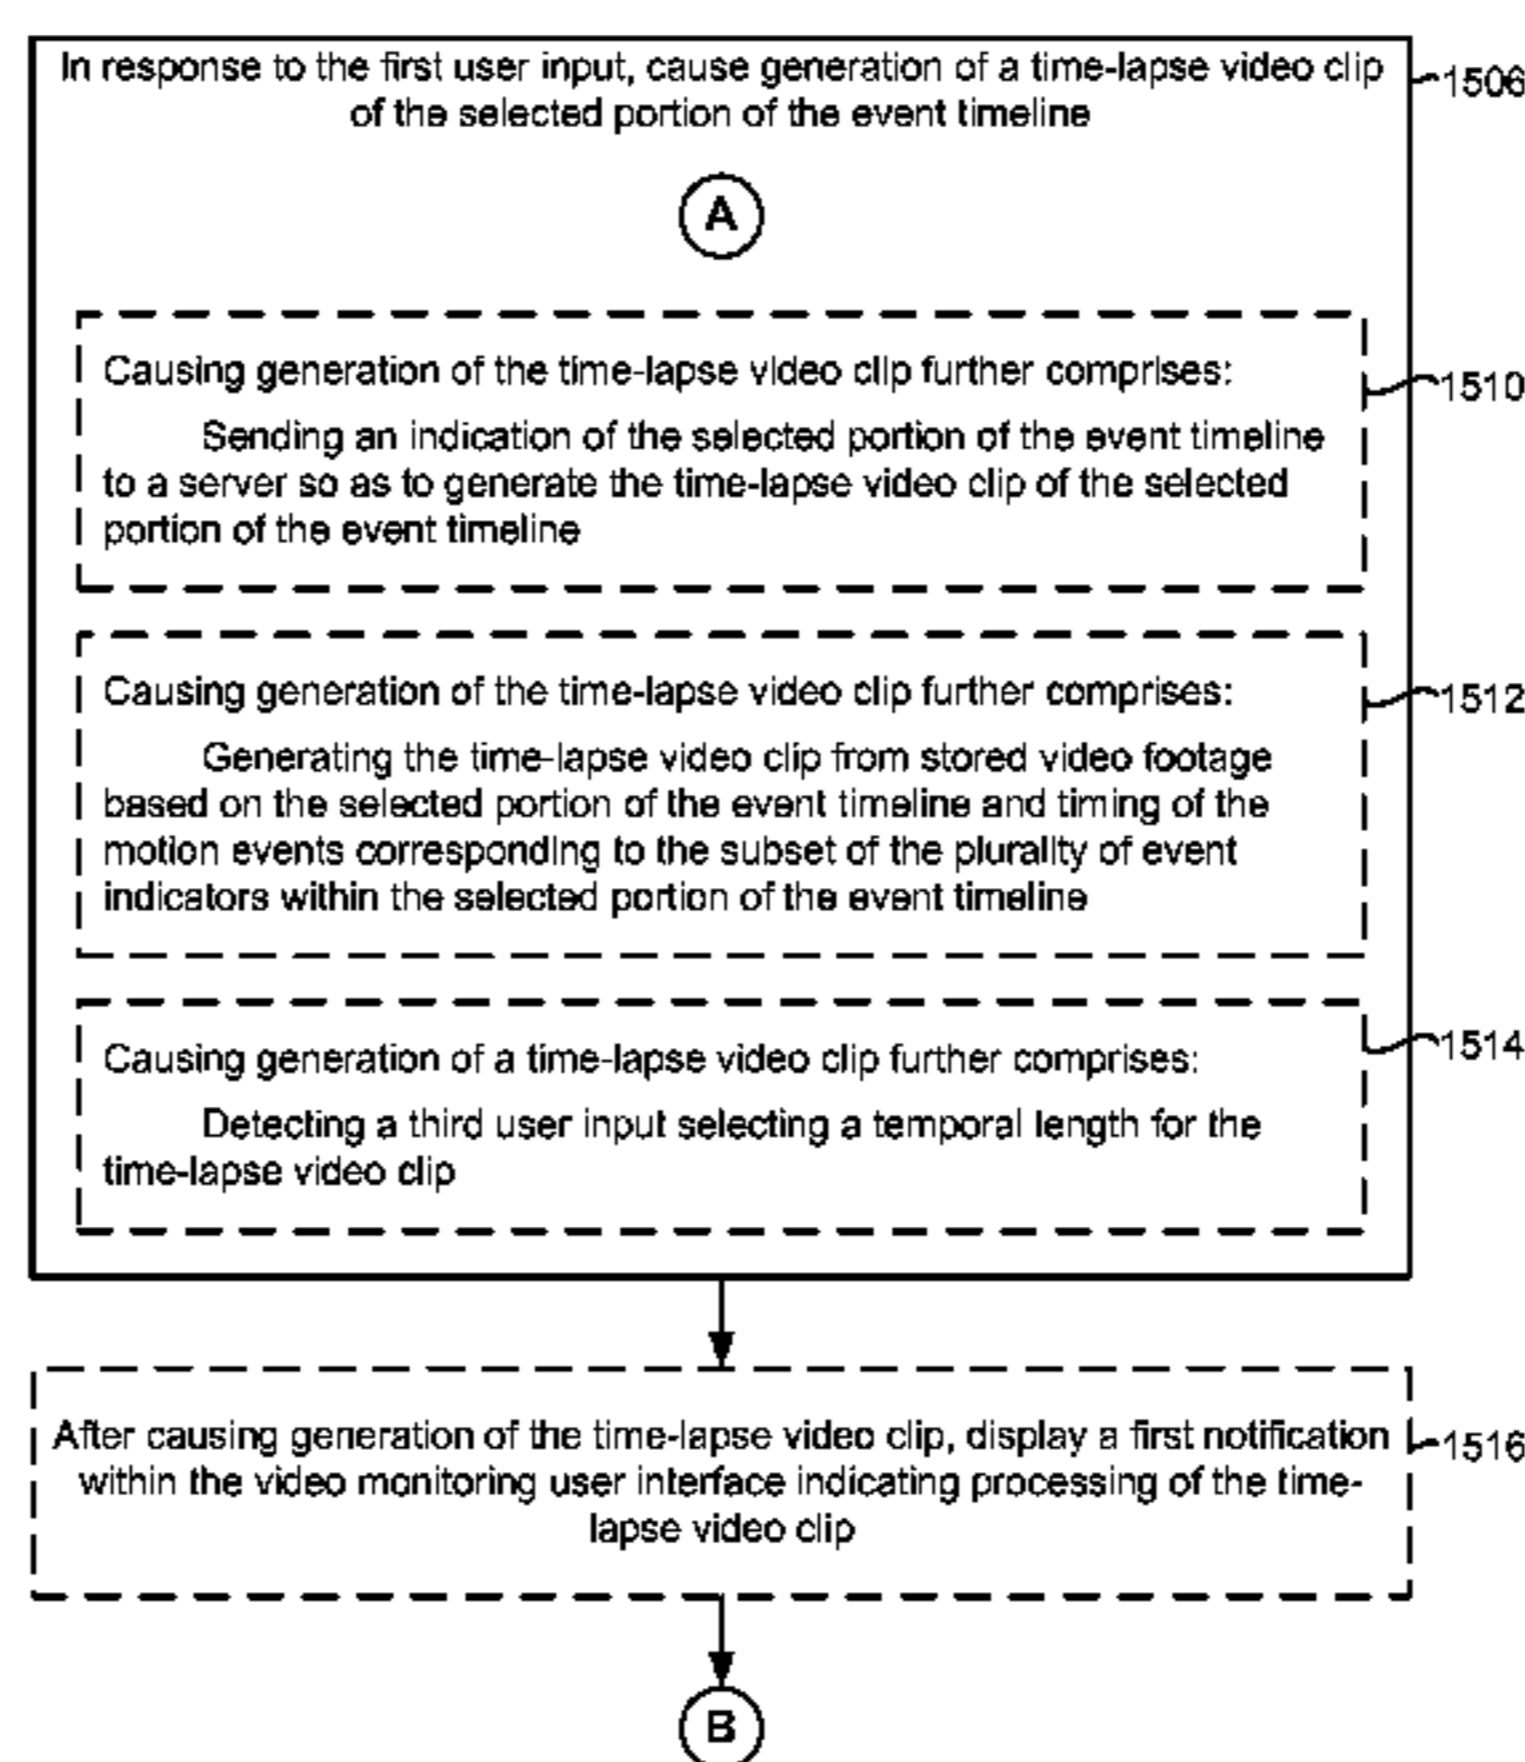 In response to the first user input, cause generation of a time-lapse video clip
of the selected portion of the event timeline
1506
A
Causing generation of the time-lapse video clip further comprises:
1510
Sending an indication of the selected portion of the event timeline
to a server so as to generate the time-lapse video clip of the selected
portion of the event timeline
Causing generation of the time-lapse video clip further comprises:
1512
Generating the time-lapse video clip from stored video footage
based on the selected portion of the event timeline and timing of the
motion events corresponding to the subset of the plurality of event
indicators within the selected portion of the event timeline
Causing generation of a time-lapse video clip further comprises:
1514
Detecting a third user input selecting a temporal length for the
time-lapse video clip
After causing generation of the time-lapse video clip, display a first notification
1516
within the video monitoring user interface indicating processing of the time-
lapse video clip
B